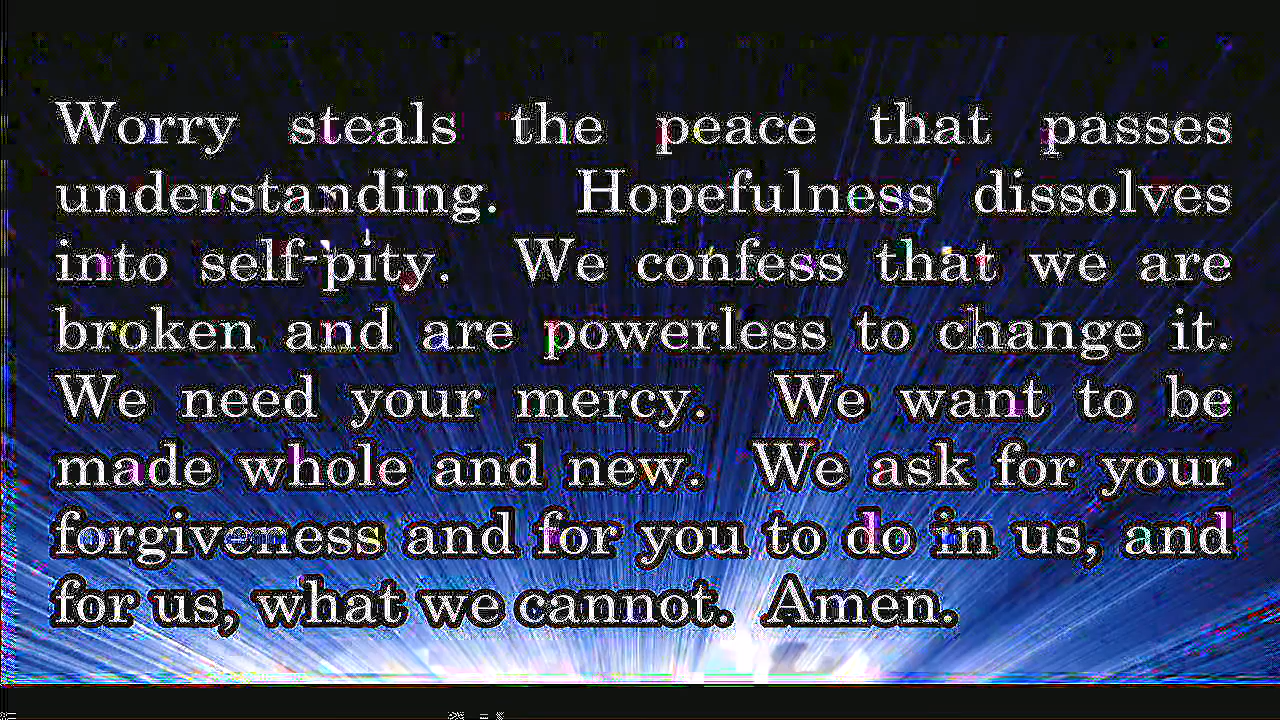 Worry steals the peace that passes
understanding. Hopefulness dissolves
into self-pity. We confess that we are
broken and are powerless to change it.
We need your mercy. We want to be
made whole and new. We ask for your
forgiveness and for you to do in us, and
for us, what we cannot. Amen.